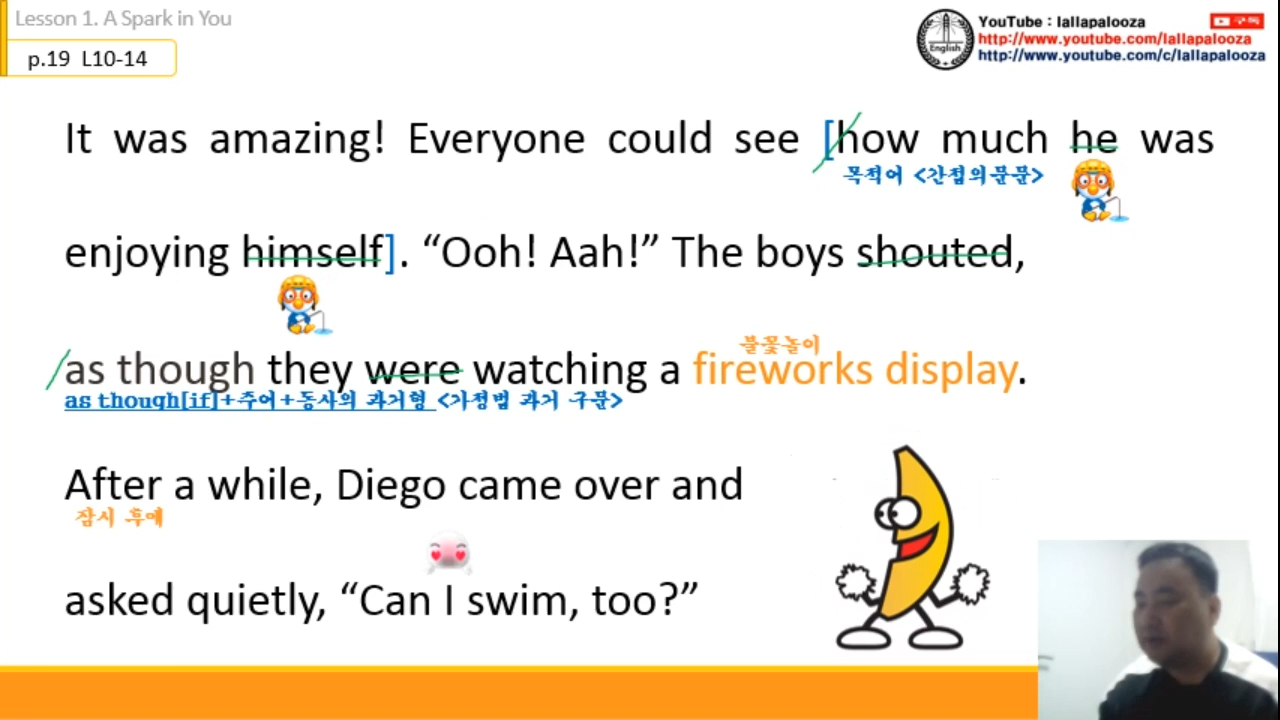 Lesson 1. A Spark in You
p.19 L10-14
English
YouTube : lallapalooza
구독
http://www.youtube.com/lallapalooza
http://www.youtube.com/c/lallapalooza
It was amazing! Everyone could see [how much he was
목적어 <간접의문문>
enjoying himself]. “Ooh! Aah!” The boys shouted,
불꽃놀이
as though they were watching a fireworks display.
as though[if]+주어+동사의 과거형 <가정법 과거 구문>
After a while, Diego came over and
잠시 후에
asked quietly, “Can I swim, too?”